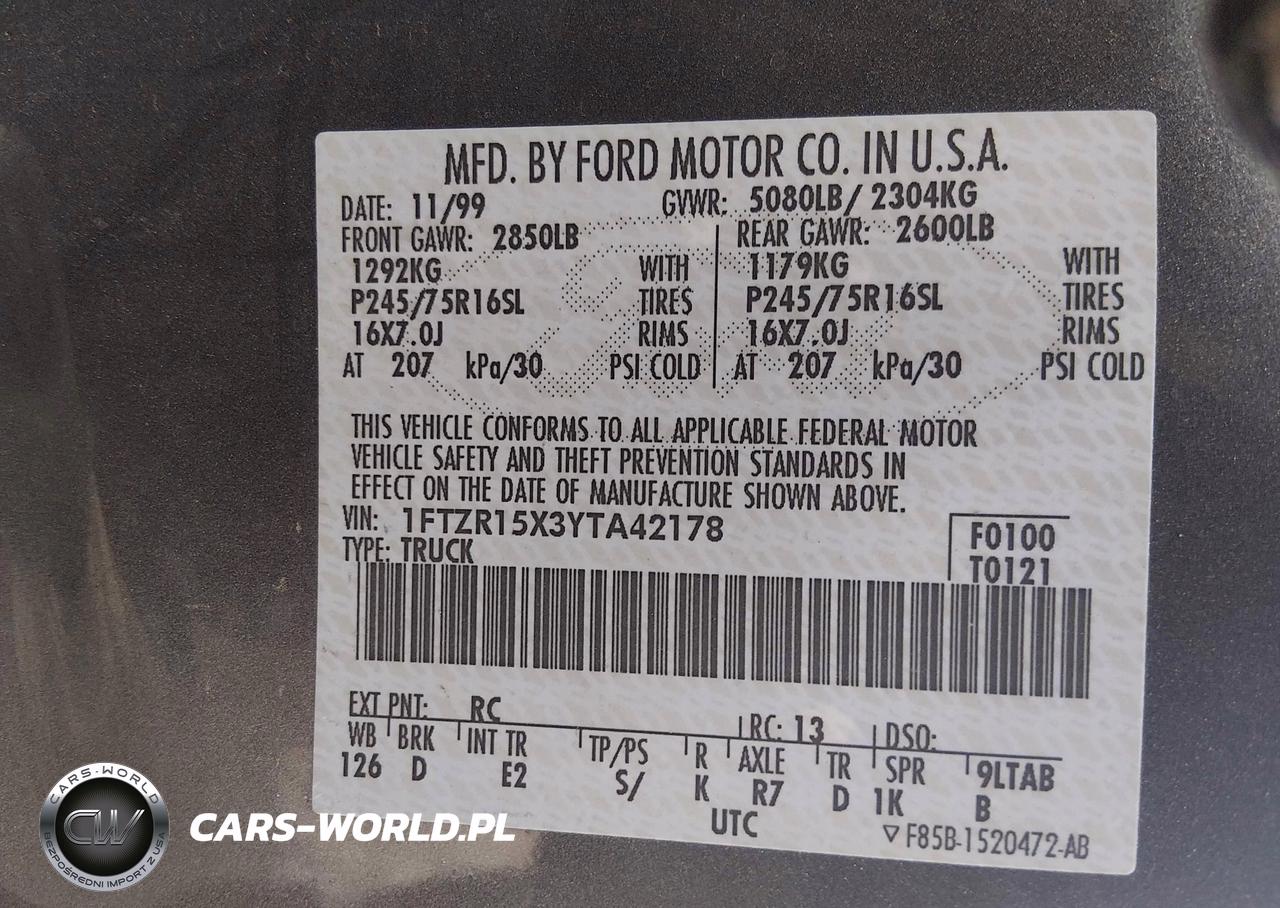 MFD. BY FORD MOTOR CO. IN U.S.A.
DATE: 11/99 GVWR: 5080LB/ 2304KG
FRONT GAWR: 2850LB REAR GAWR: 2600LB
1292KG WITH 1179KG WITH
P245/75R16SL TIRES P245/75R16SL TIRES
16X7.0J RIMS 16X7.0J RIMS
AT 207 kPa/30 PSI COLD AT 207 kPa/30 PSI COLD
THIS VEHICLE CONFORMS TO ALL APPLICABLE FEDERAL MOTOR
VEHICLE SAFETY AND THEFT PREVENTION STANDARDS IN
EFFECT ON THE DATE OF MANUFACTURE SHOWN ABOVE.
VIN: 1FTZR15X3YTA42178
F0100
TYPE: TRUCK
T0121
EXT PNT: RC RC: 13 DSO:
WB BRK INT TR TP/PS R AXLE TR SPR 9LTAB
126 D E2 S/ K R7 D 1K B
UTC
▽F85B-1520472-AB
CARS-WORLD
CW
BEZPOŚREDNI IMPORT Z USA
CARS-WORLD.PL